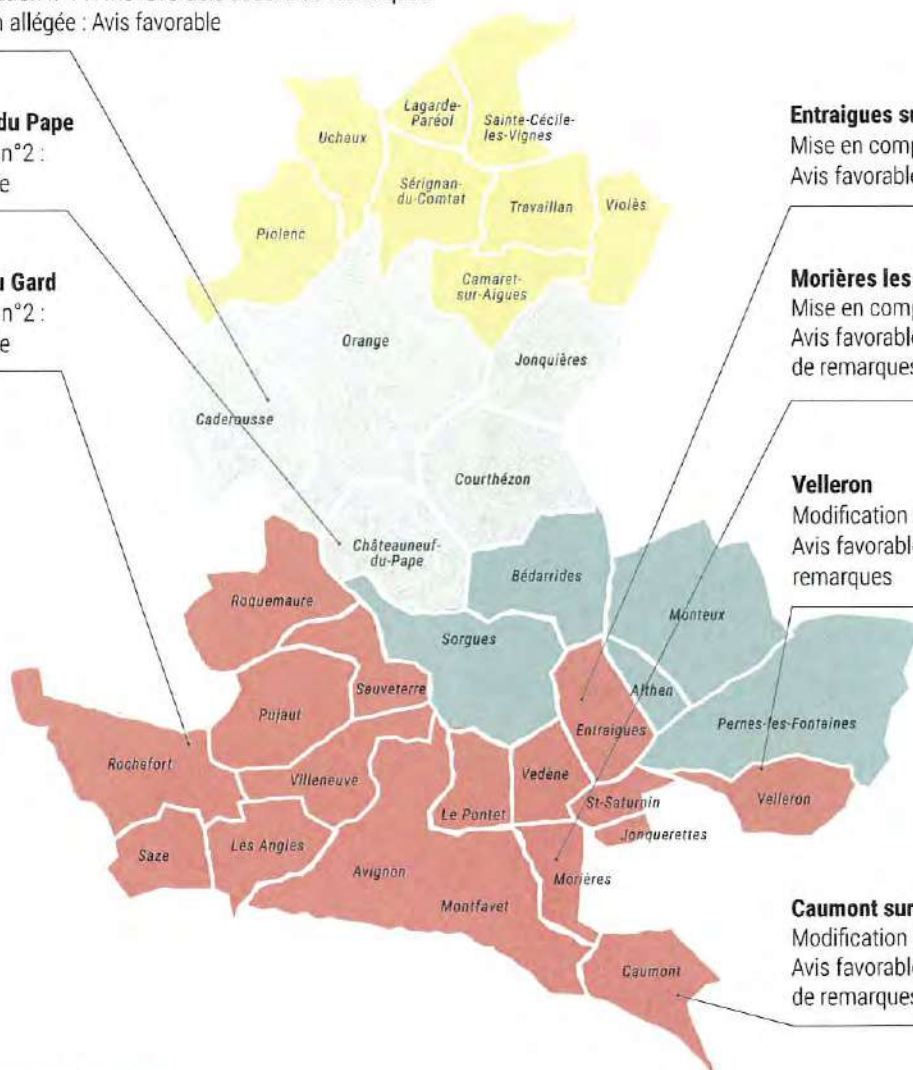 n allégée : Avis favorable
du Pape
n°2 :
e
u Gard
n°2 :
e
Entraigues su
Mise en comp
Avis favorable
Morières les
Mise en comp
Avis favorable
de remarques
Velleron
Modification
Avis favorable
remarques
Caumont sur
Modification
Avis favorable
de remarques
Lagarde-
Paréol
Sainte-Cécile-
les-Vignes
Uchaux
Sérignan-
du-Comtat
Travaillan
Violès
Piolenc
Camaret-
sur-Aigues
Orange
Jonquières
Caderousse
Courthézon
Châteauneuf-
du-Pape
Bédarrides
Roquemaure
Monteux
Sorgues
Sauveterre
Althen
Pujaut
Entraigues
Pernes-les-Fontaines
Rochefort
Villeneuve
Vedène
Le Pontet
St-Saturnin
Velleron
Jonquerettes
Saze
Les Angles
Avignon
Morières
Montfavet
Caumont